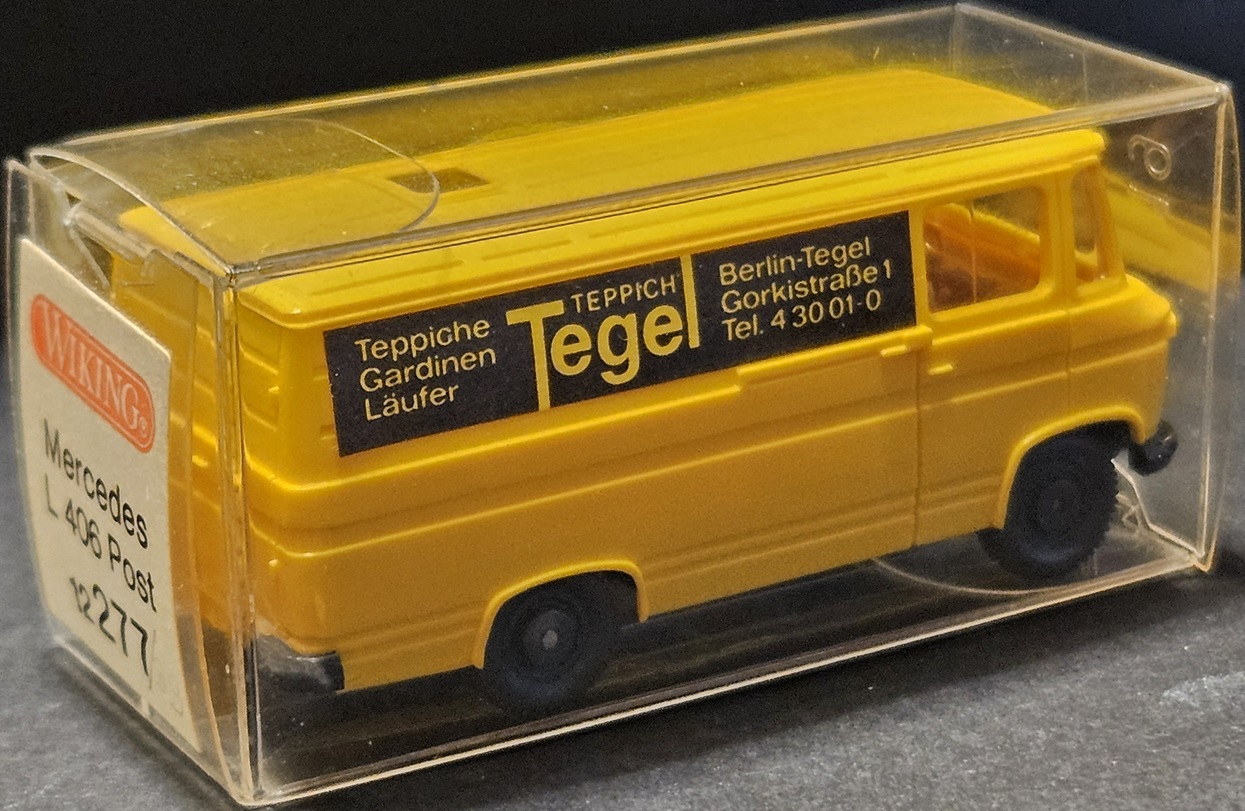 WIKING®
Mercedes
L 406 Post
12277
Teppiche
Gardinen
Läufer
TEPPICH
Tegel
Berlin-Tegel
Gorkistraße 1
Tel. 4 30 01-0